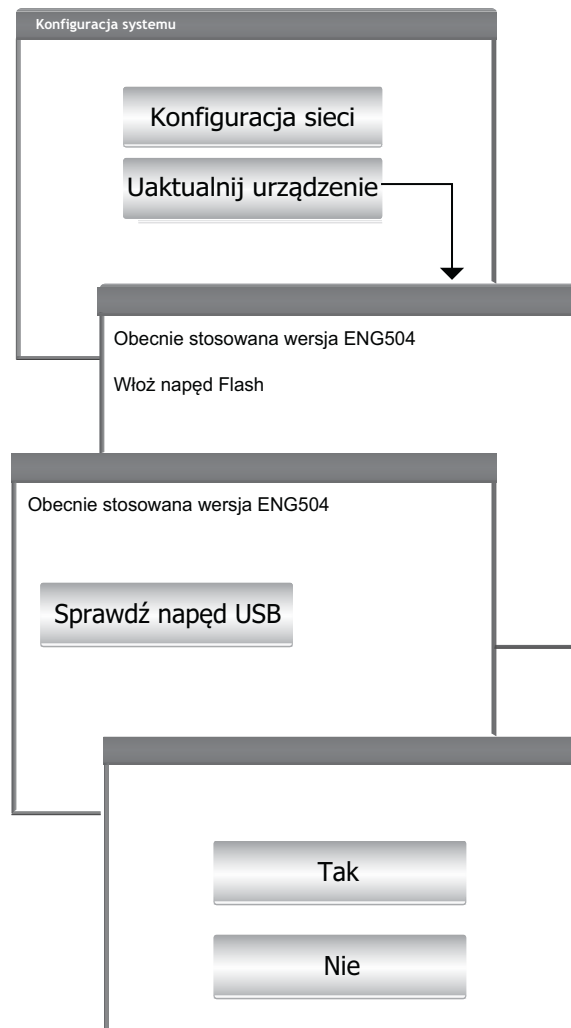 Konfiguracja systemu
Konfiguracja sieci
Uaktualnij urządzenie
Obecnie stosowana wersja ENG504
Włoż napęd Flash
Obecnie stosowana wersja ENG504
Sprawdź napęd USB
Tak
Nie